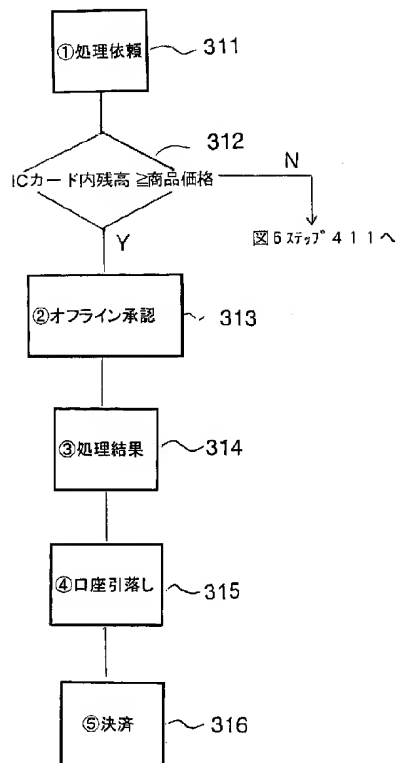 ①処理依頼
311
312
ICカード内残高≧商品価格
N
Y
図6ステップ411へ
②オフライン承認
313
③処理結果
314
④口座引落し
315
⑤決済
316